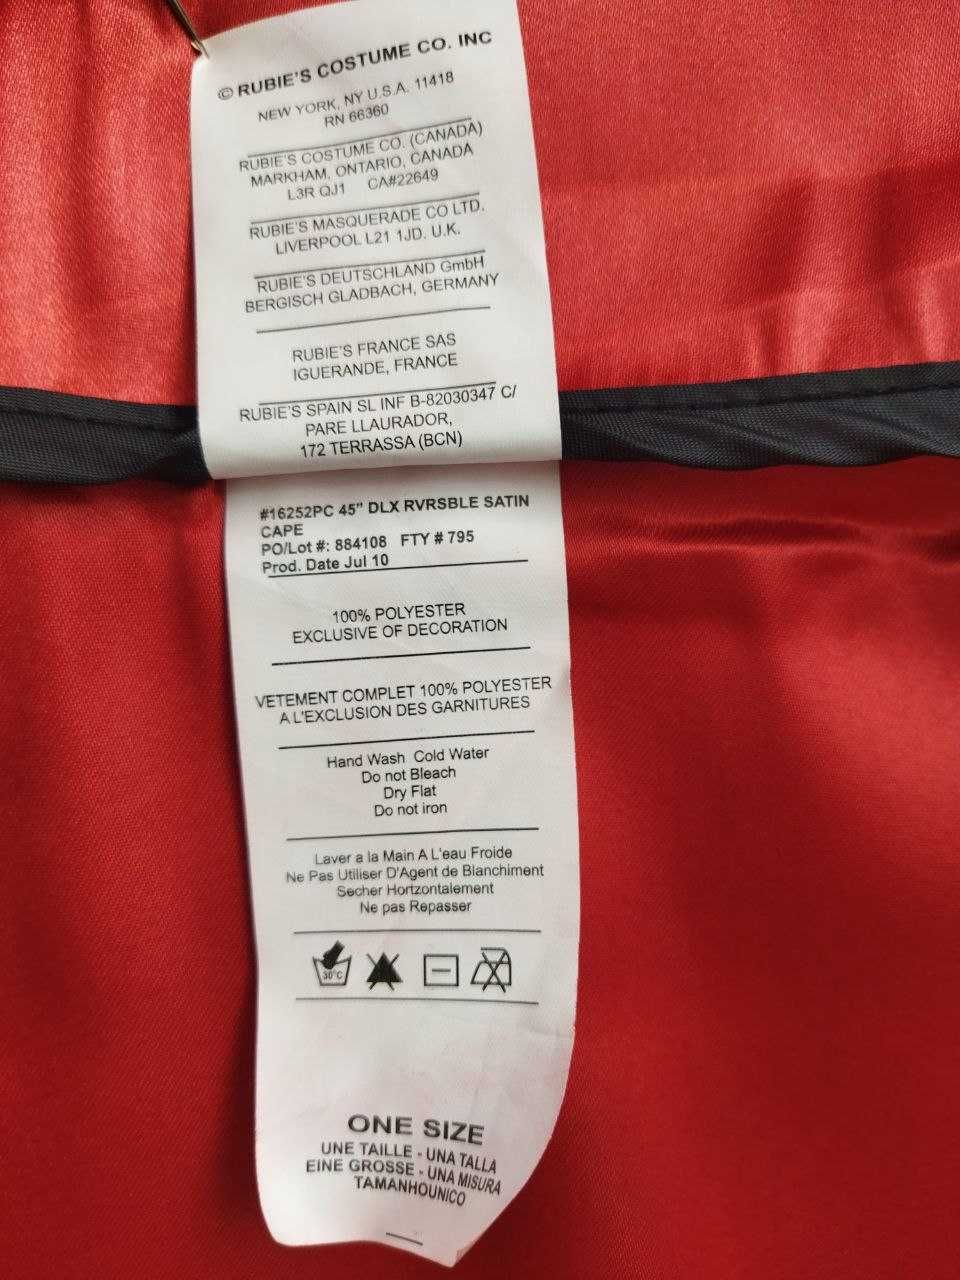 © RUBIE'S COSTUME CO. INC
NEW YORK, NY U.S.A. 11418
RN 66360
RUBIE'S COSTUME CO. (CANADA)
MARKHAM, ONTARIO, CANADA
L3R QJ1 CA#22649
RUBIE'S MASQUERADE CO LTD.
LIVERPOOL L21 1JD. U.K.
RUBIE'S DEUTSCHLAND GmbH
BERGISCH GLADBACH, GERMANY
RUBIE'S FRANCE SAS
IGUERANDE, FRANCE
RUBIE'S SPAIN SL INF B-82030347 C/
PARE LLAURADOR,
172 TERRASSA (BCN)
#16252PC 45" DLX RVRSBLE SATIN
CAPE
PO/Lot #: 884108 FTY # 795
Prod. Date Jul 10
100% POLYESTER
EXCLUSIVE OF DECORATION
VETEMENT COMPLET 100% POLYESTER
A L'EXCLUSION DES GARNITURES
Hand Wash Cold Water
Do not Bleach
Dry Flat
Do not iron
Laver a la Main A L'eau Froide
Ne Pas Utiliser D'Agent de Blanchiment
Secher Hortzontalement
Ne pas Repasser
30°C
ONE SIZE
UNE TAILLE - UNA TALLA
EINE GROSSE - UNA MISURA
TAMANHOUNICO